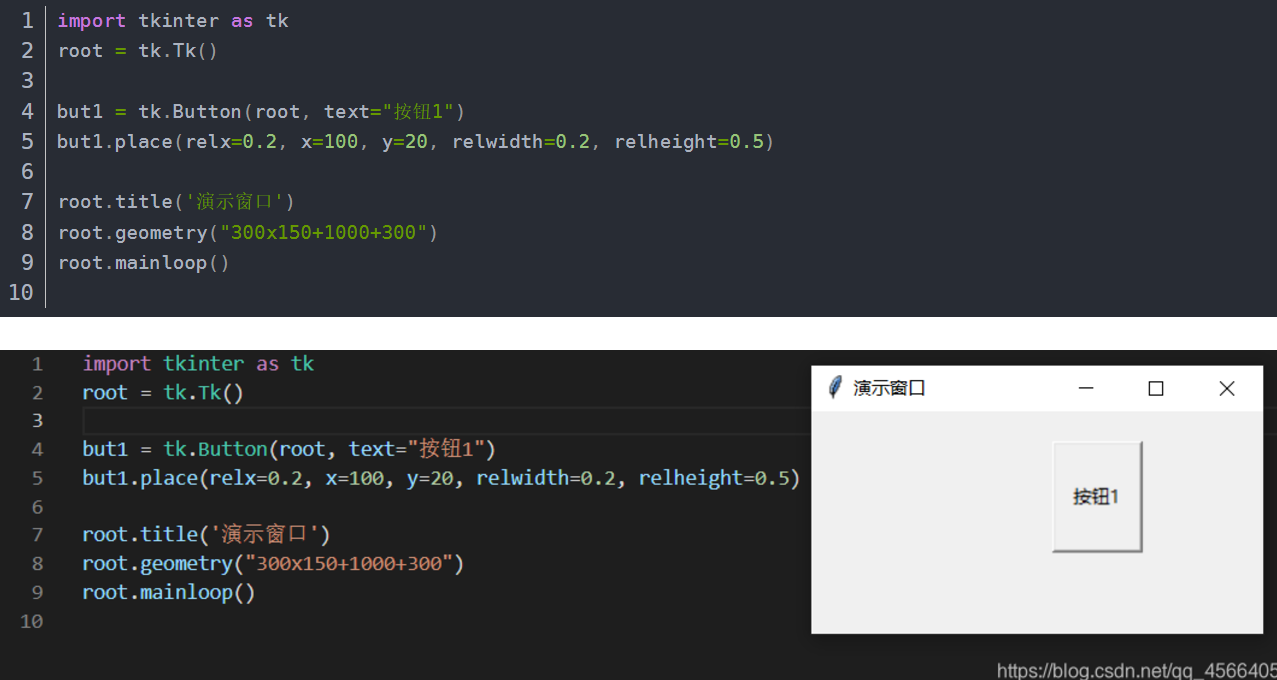 1 import tkinter as tk
2 root = tk.Tk()
3
4 but1 = tk.Button(root, text="按钮1")
5 but1.place(relx=0.2, x=100, y=20, relwidth=0.2, relheight=0.5)
6
7 root.title('演示窗口')
8 root.geometry("300x150+1000+300")
9 root.mainloop()
10
1 import tkinter as tk
2 root = tk.Tk()
3
4 but1 = tk.Button(root, text="按钮1")
5 but1.place(relx=0.2, x=100, y=20, relwidth=0.2, relheight=0.5)
6
7 root.title('演示窗口')
8 root.geometry("300x150+1000+300")
9 root.mainloop()
10
演示窗口
按钮1
https://blog.csdn.net/qq_4566405